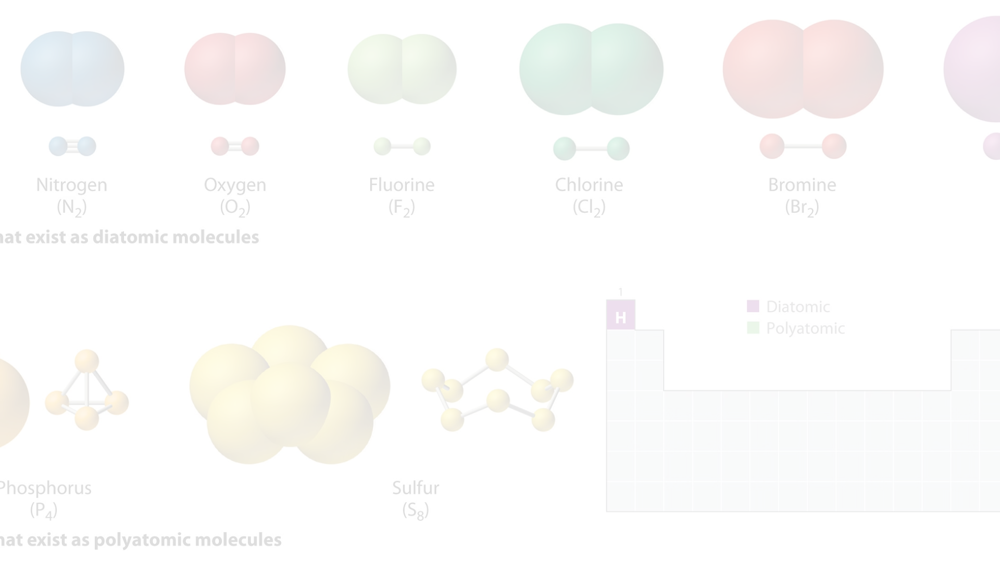 Nitrogen
(N2)
Oxygen
(O2)
Fluorine
(F2)
Chlorine
(Cl2)
Bromine
(Br2)
hat exist as diatomic molecules
1
H
Diatomic
Polyatomic
Phosphorus
(P4)
Sulfur
(S8)
hat exist as polyatomic molecules